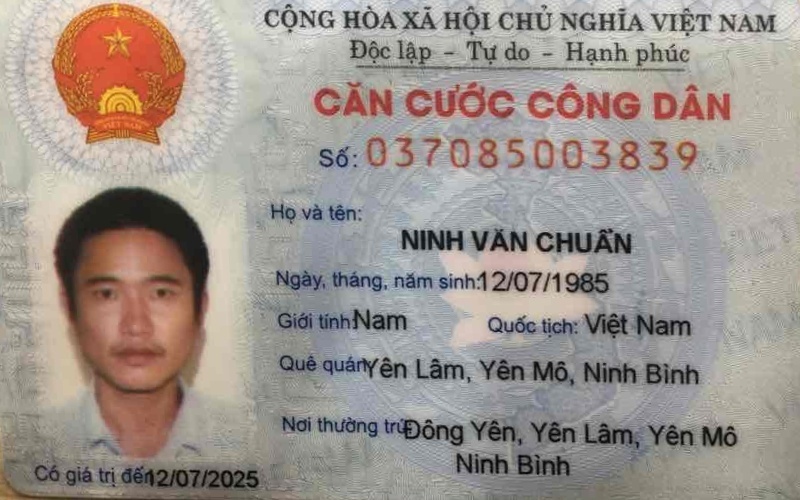 CỘNG HÒA XÃ HỘI CHỦ NGHĨA VIỆT NAM
Độc lập - Tự do - Hạnh phúc
CĂN CƯỚC CÔNG DÂN
Số: 037085003839
Họ và tên:
NINH VĂN CHUẨN
Ngày, tháng, năm sinh: 12/07/1985
Giới tính: Nam Quốc tịch: Việt Nam
Quê quán: Yên Lâm, Yên Mô, Ninh Bình
Nơi thường trú: Đông Yên, Yên Lâm, Yên Mô
Ninh Bình
Có giá trị đến: 12/07/2025